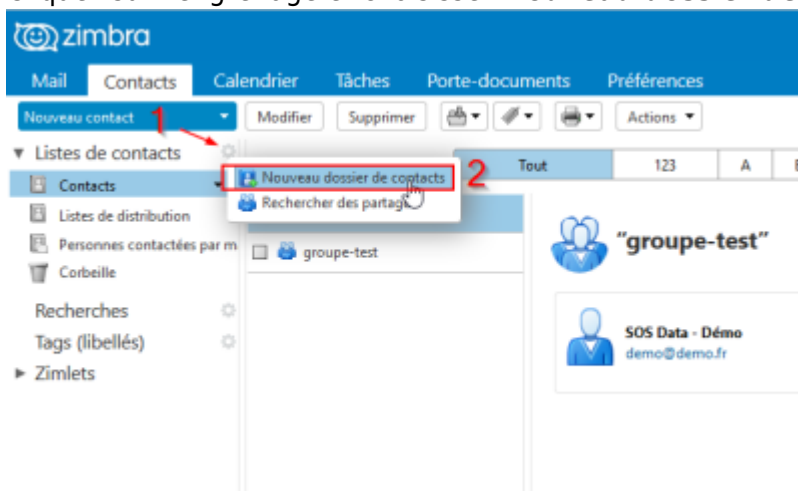 zimbra
Mail Contacts Calendrier Tâches Porte-documents Préférences
Nouveau contact 1 Modifier Supprimer Actions
Listes de contacts
Tout 123 A
Nouveau dossier de contacts 2
Contacts
Rechercher des partag
Listes de distribution
Personnes contactées par m
groupe-test
"groupe-test"
Corbeille
Recherches
Tags (libellés)
Zimlets
SOS Data - Démo
demo@demo.fr